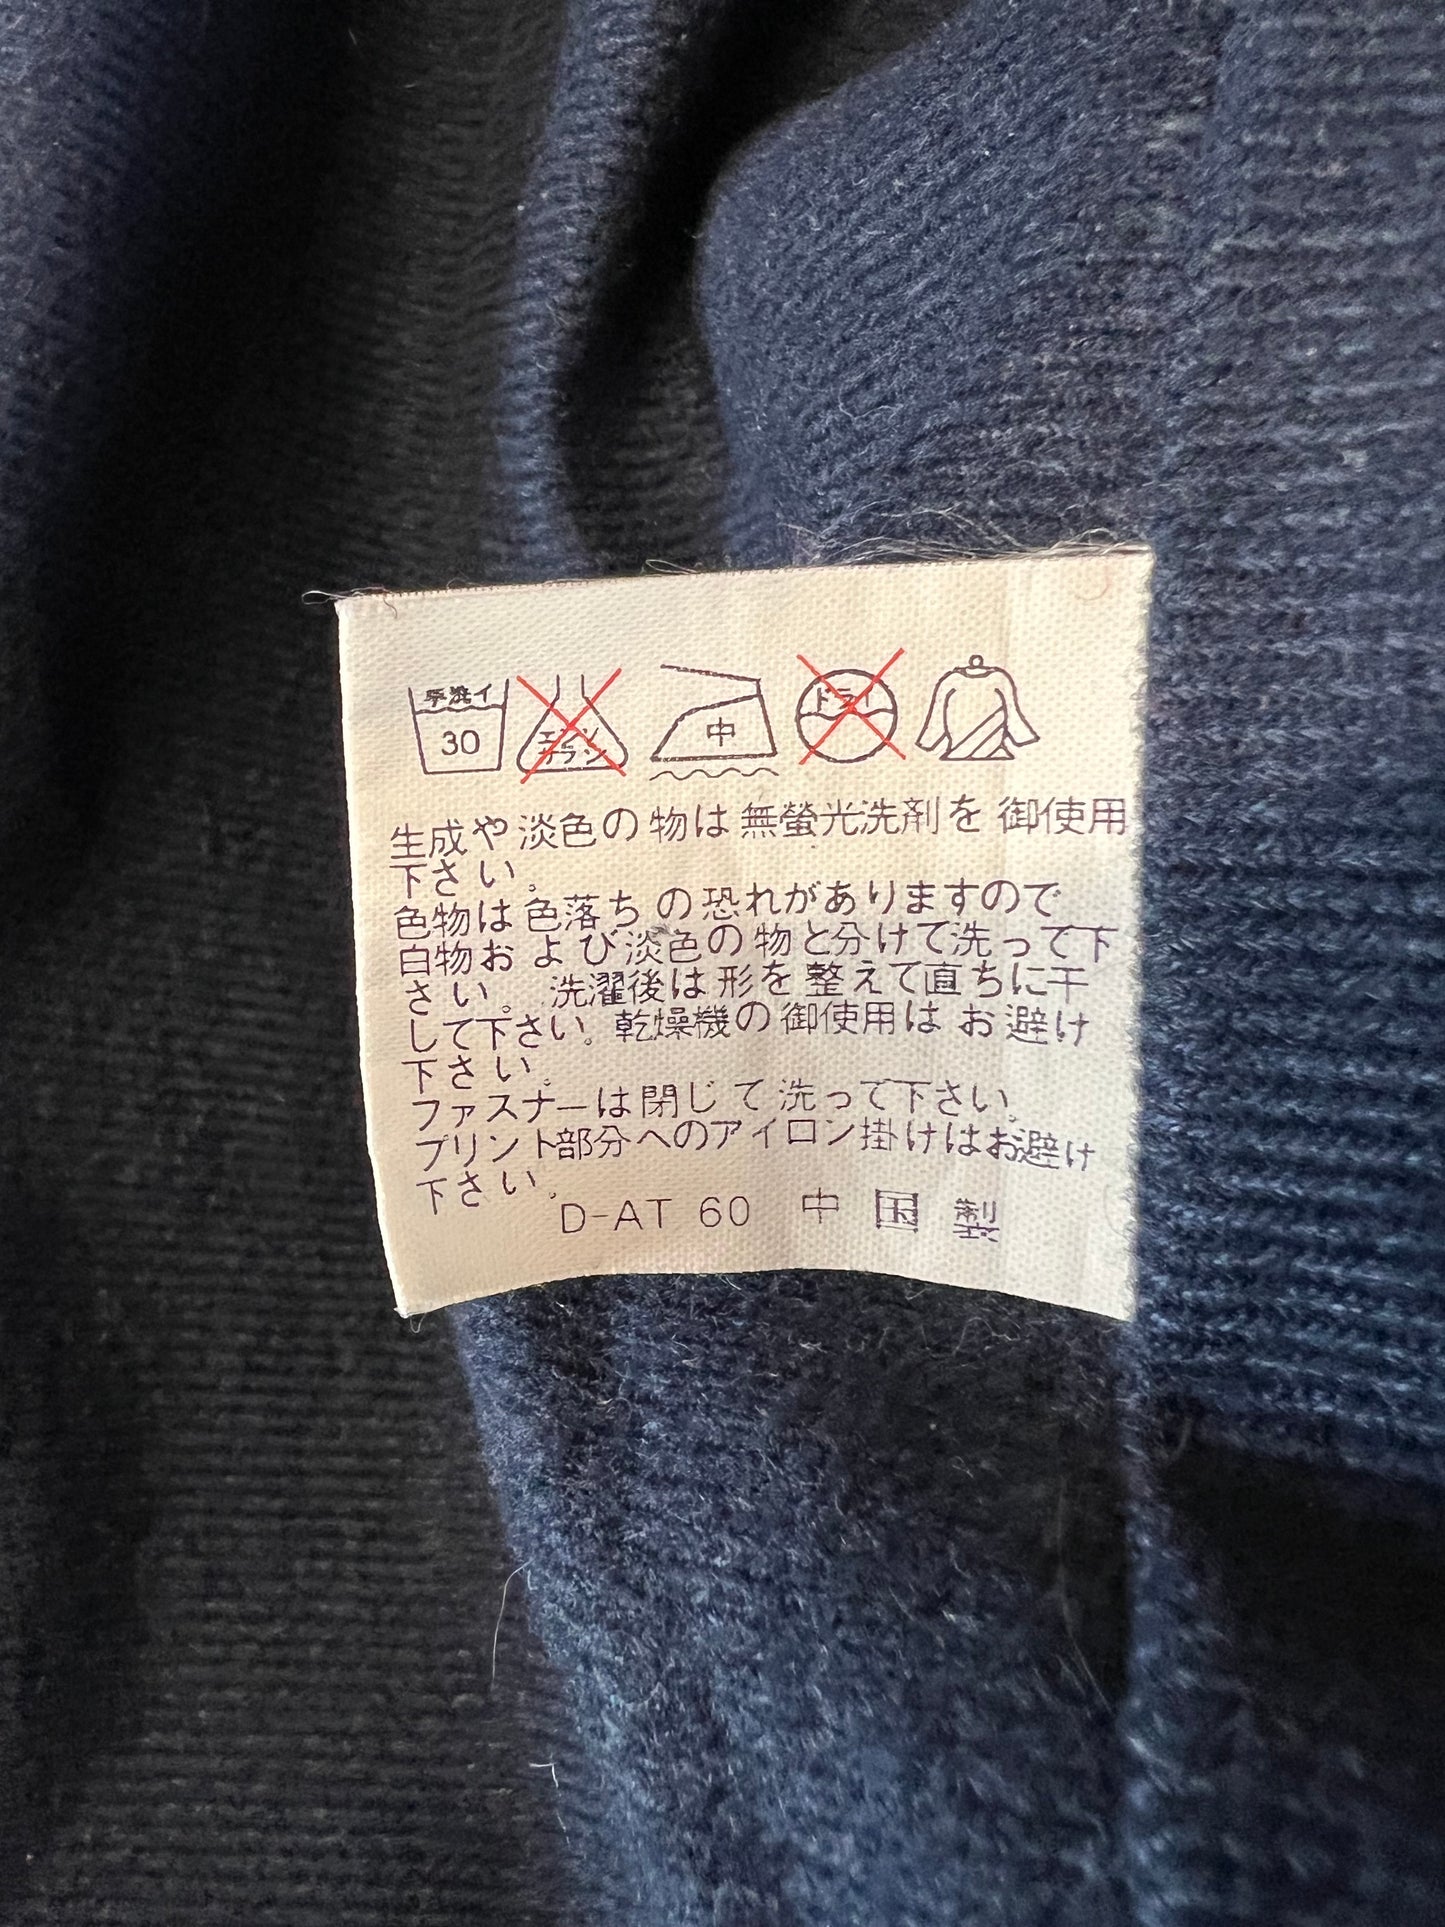 手洗イ
30
エンソ
サラシ
中
ドライ
生成や淡色の物は無螢光洗剤を御使用
下さい。
色物は色落ちの恐れがありますので
白物および淡色の物と分けて洗って下
さい。洗濯後は形を整えて直ちに干
して下さい。乾燥機の御使用はお避け
下さい。
ファスナーは閉じて洗って下さい。
プリント部分へのアイロン掛けはお避け
下さい。
D-AT 60 中国製